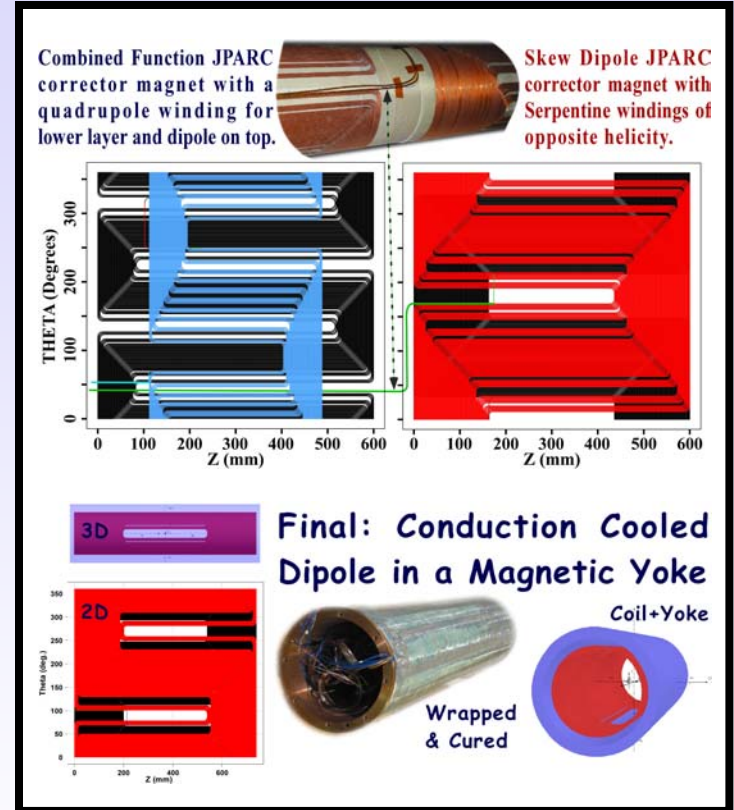 Combined Function JPARC
corrector magnet with a
quadrupole winding for
lower layer and dipole on top.
Skew Dipole JPARC
corrector magnet with
Serpentine windings of
opposite helicity.
THETA (Degrees)
300
200
100
0
0 100 200 300 400 500 600
Z (mm)
0 100 200 300 400 500 600
Z (mm)
3D
Final: Conduction Cooled
Dipole in a Magnetic Yoke
2D
Theta (deg.)
350
300
250
200
150
100
50
0
0 200 400 600
Z (mm)
Wrapped
& Cured
Coil+Yoke